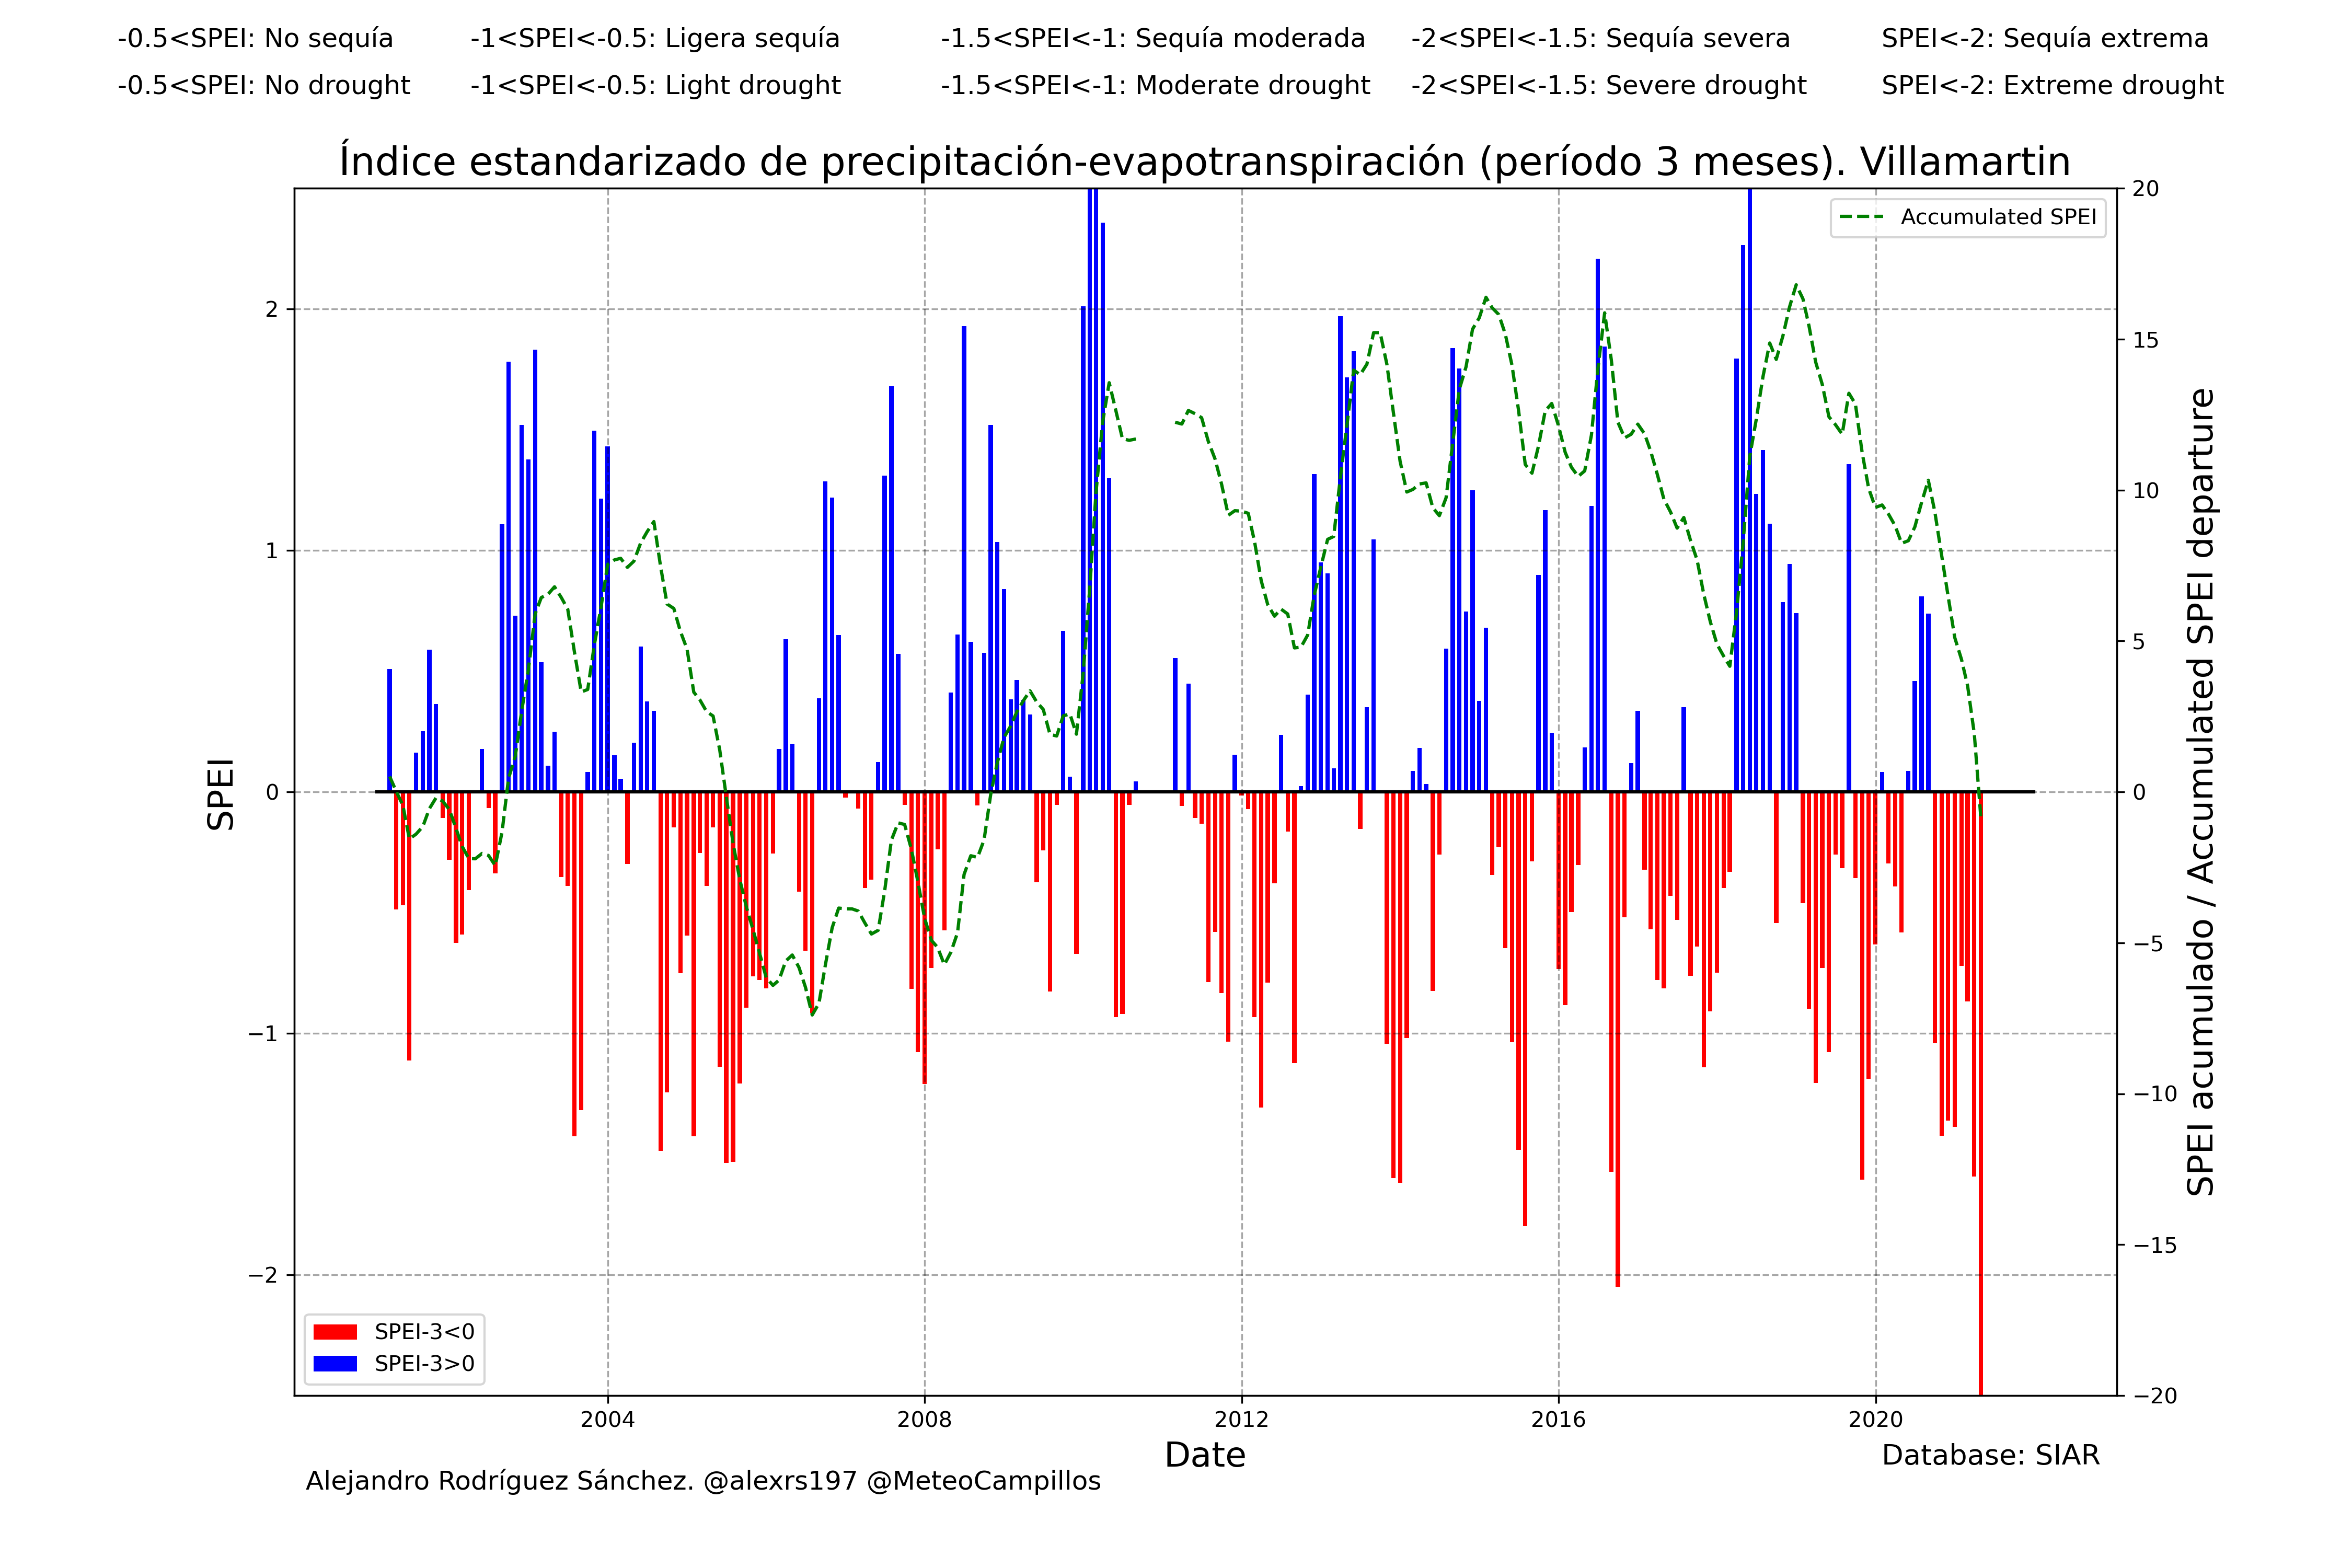 -0.5<SPEI: No sequía -1<SPEI<-0.5: Ligera sequía -1.5<SPEI<-1: Sequía moderada -2<SPEI<-1.5: Sequía severa SPEI<-2: Sequía extrema
-0.5<SPEI: No drought -1<SPEI<-0.5: Light drought -1.5<SPEI<-1: Moderate drought -2<SPEI<-1.5: Severe drought SPEI<-2: Extreme drought
Índice estandarizado de precipitación-evapotranspiración (período 3 meses). Villamartin
Accumulated SPEI
SPEI
2
1
0
−1
−2
20
15
10
5
0
−5
−10
−15
−20
SPEI acumulado / Accumulated SPEI departure
SPEI-3<0
SPEI-3>0
2004 2008 2012 2016 2020
Date
Database: SIAR
Alejandro Rodríguez Sánchez. @alexrs197 @MeteoCampillos